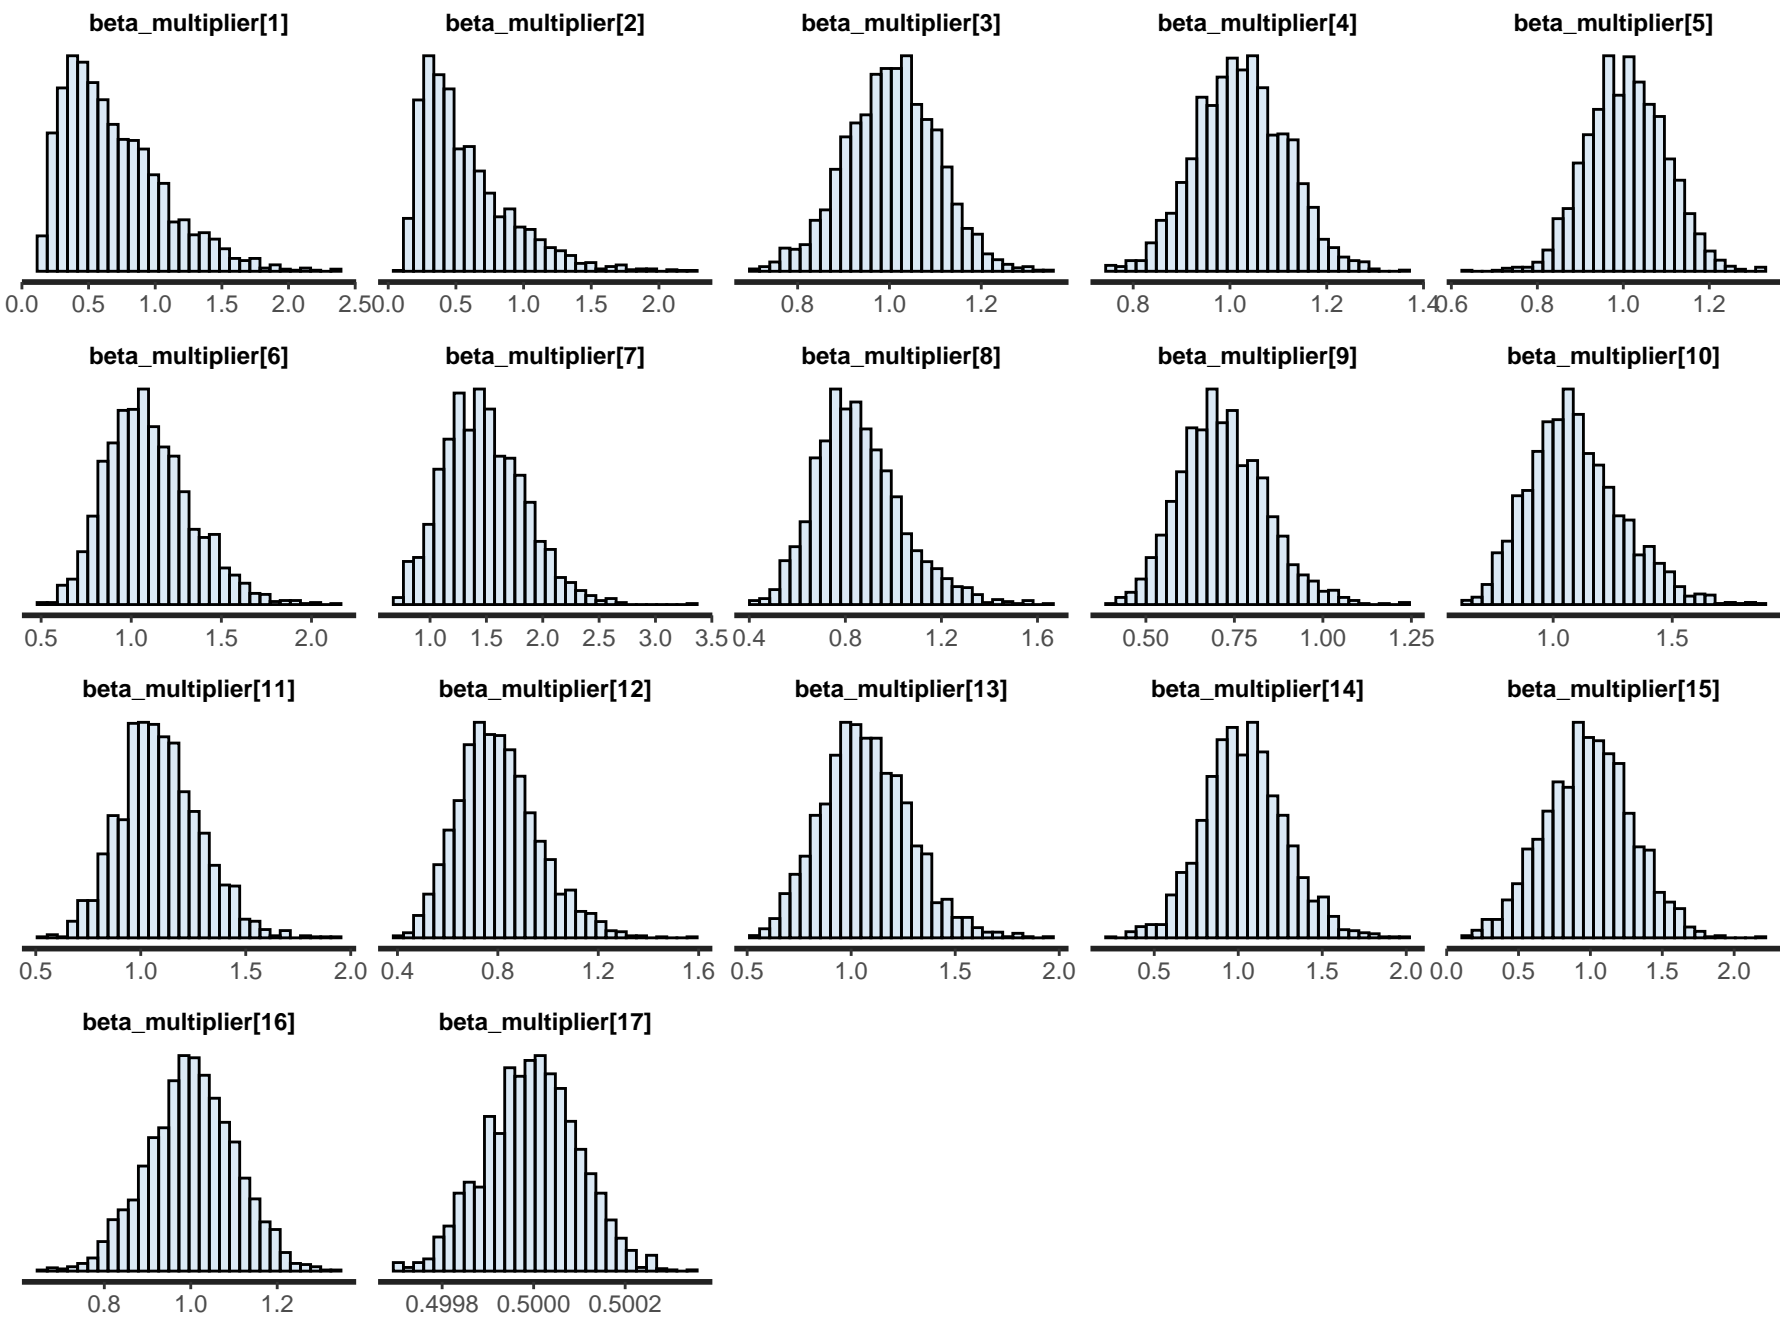 beta_multiplier[1] beta_multiplier[2] beta_multiplier[3] beta_multiplier[4] beta_multiplier[5]
0.0 0.5 1.0 1.5 2.0 2.5 0.0 0.5 1.0 1.5 2.0 0.8 1.0 1.2 0.8 1.0 1.2 1.4 0.6 0.8 1.0 1.2
beta_multiplier[6] beta_multiplier[7] beta_multiplier[8] beta_multiplier[9] beta_multiplier[10]
0.5 1.0 1.5 2.0 1.0 1.5 2.0 2.5 3.0 3.5 0.4 0.8 1.2 1.6 0.50 0.75 1.00 1.25 1.0 1.5
beta_multiplier[11] beta_multiplier[12] beta_multiplier[13] beta_multiplier[14] beta_multiplier[15]
0.5 1.0 1.5 2.0 0.4 0.8 1.2 1.6 0.5 1.0 1.5 2.0 0.5 1.0 1.5 2.0 0.0 0.5 1.0 1.5 2.0
beta_multiplier[16] beta_multiplier[17]
0.8 1.0 1.2 0.4998 0.5000 0.5002